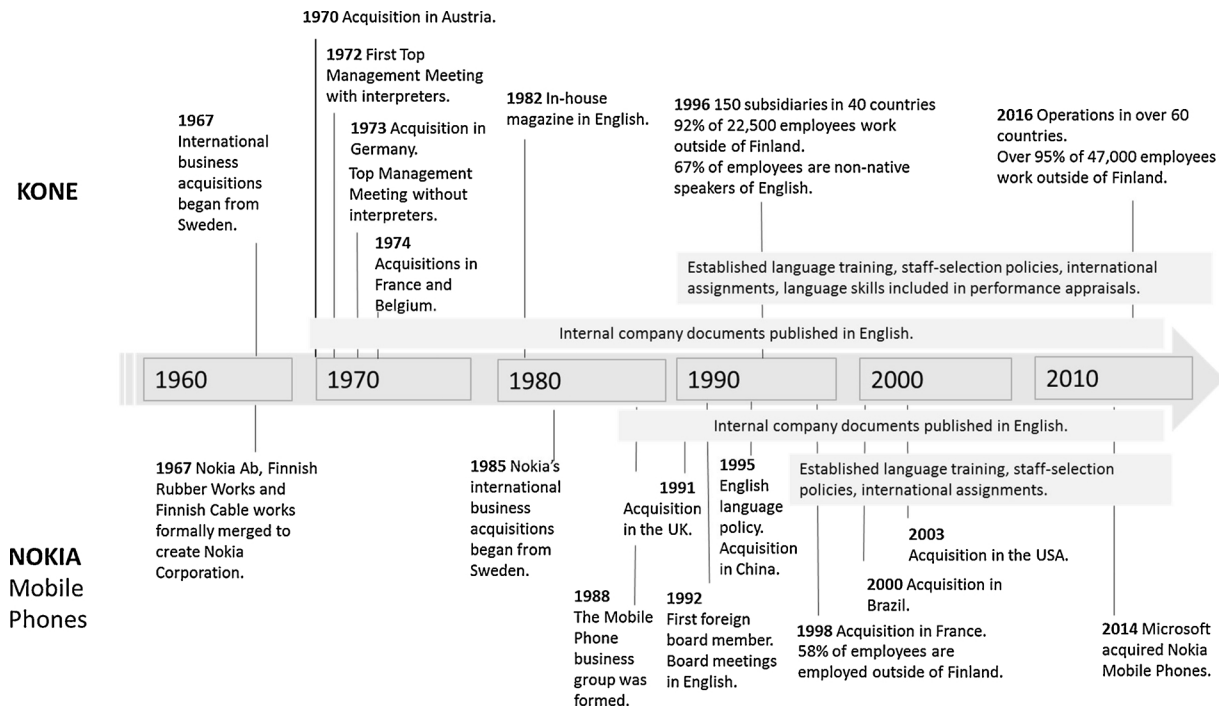 KONE
1970 Acquisition in Austria.
1972 First Top
Management Meeting
with interpreters.
1967
International
business
acquisitions
began from
Sweden.
1973 Acquisition in
Germany.
Top Management
Meeting without
interpreters.
1974
Acquisitions in
France and
Belgium.
1982 In-house
magazine in English.
1996 150 subsidiaries in 40 countries
92% of 22,500 employees work
outside of Finland.
67% of employees are non-native
speakers of English.
2016 Operations in over 60
countries.
Over 95% of 47,000 employees
work outside of Finland.
Established language training, staff-selection policies, international
assignments, language skills included in performance appraisals.
Internal company documents published in English.
1960
1970
1980
1990
2000
2010
Internal company documents published in English.
Established language training, staff-selection
policies, international assignments.
NOKIA
Mobile
Phones
1967 Nokia Ab, Finnish
Rubber Works and
Finnish Cable works
formally merged to
create Nokia
Corporation.
1985 Nokia's
international
business
acquisitions
began from
Sweden.
1988
The Mobile
Phone
business
group was
formed.
1991
Acquisition
in the UK.
1992
First foreign
board member.
Board meetings
in English.
1995
English
language
policy.
Acquisition
in China.
1998 Acquisition in France.
58% of employees are
employed outside of Finland.
2000 Acquisition in
Brazil.
2003
Acquisition in the USA.
2014 Microsoft
acquired Nokia
Mobile Phones.